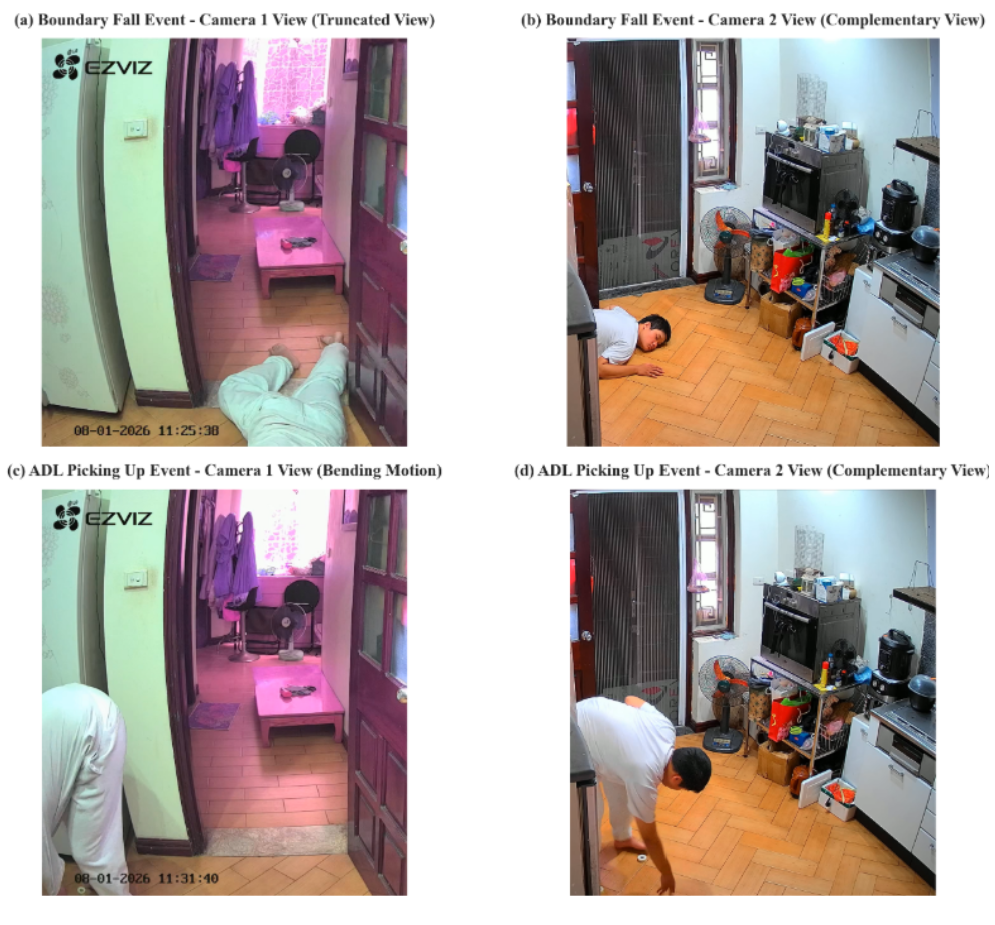 (a) Boundary Fall Event - Camera 1 View (Truncated View)
(b) Boundary Fall Event - Camera 2 View (Complementary View)
EZVIZ
08-01-2026 11:25:38
(c) ADL Picking Up Event - Camera 1 View (Bending Motion)
(d) ADL Picking Up Event - Camera 2 View (Complementary View)
EZVIZ
08-01-2026 11:31:40